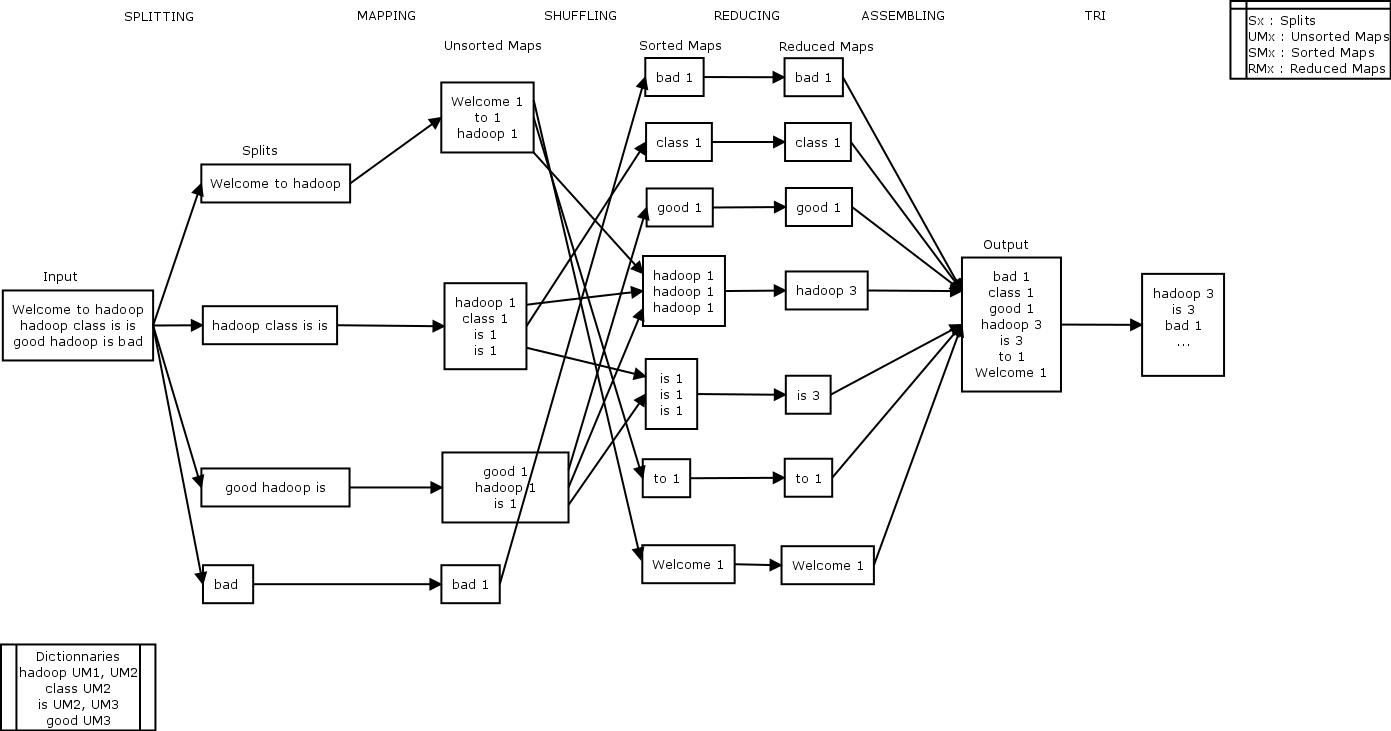 SPLITTING
MAPPING
SHUFFLING
REDUCING
ASSEMBLING
TRI
Sx : Splits
UMx : Unsorted Maps
SMx : Sorted Maps
RMx : Reduced Maps
Input
Welcome to hadoop
hadoop class is is
good hadoop is bad
Splits
Welcome to hadoop
hadoop class is is
good hadoop is
bad
Unsorted Maps
Welcome 1
to 1
hadoop 1
hadoop 1
class 1
is 1
is 1
good 1
hadoop 1
is 1
bad 1
Sorted Maps
bad 1
class 1
good 1
hadoop 1
hadoop 1
hadoop 1
is 1
is 1
is 1
to 1
Welcome 1
Reduced Maps
bad 1
class 1
good 1
hadoop 3
is 3
to 1
Welcome 1
Output
bad 1
class 1
good 1
hadoop 3
is 3
to 1
Welcome 1
hadoop 3
is 3
bad 1
...
Dictionnaries
hadoop UM1, UM2
class UM2
is UM2, UM3
good UM3